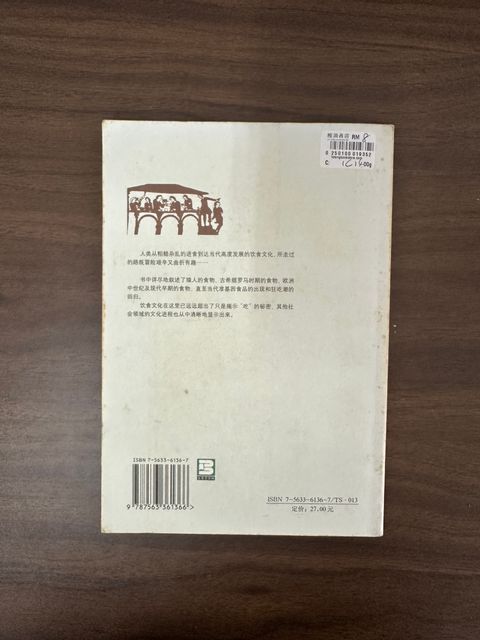 RM 8
0 250100 019352
人类从粗糙杂乱的进食到达当代高度发展的饮食文化，所走过
的路既冒险艰辛又曲折有趣……
书中详尽地叙述了猿人的食物、古希腊罗马时期的食物、欧洲
中世纪及现代早期的食物，直至当代准基因食品的出现和狂吃潮的
回归。
饮食文化在这里已远远超出了只是揭示“吃”的秘密，其他社
会领域的文化进程也从中清晰地显示出来。
ISBN 7-5633-6136-7
9 787563 361366 >
ISBN 7-5633-6136-7/TS·013
定价：27.00 元